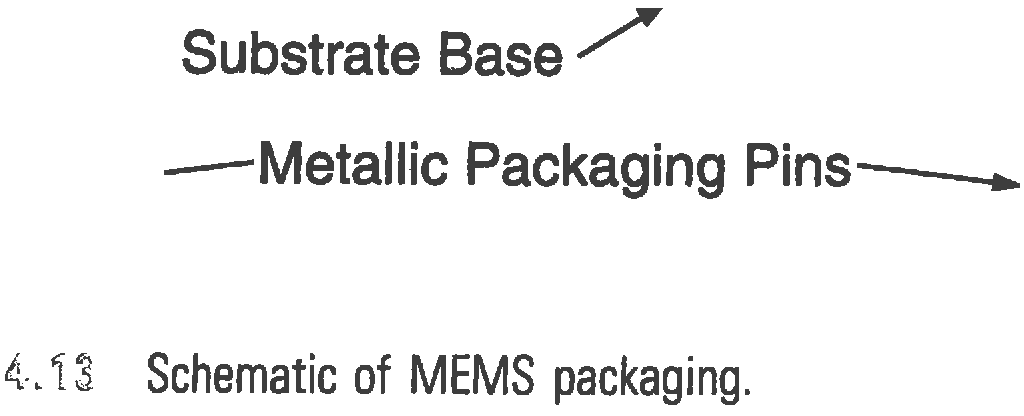 Substrate Base
Metallic Packaging Pins
4.13 Schematic of MEMS packaging.